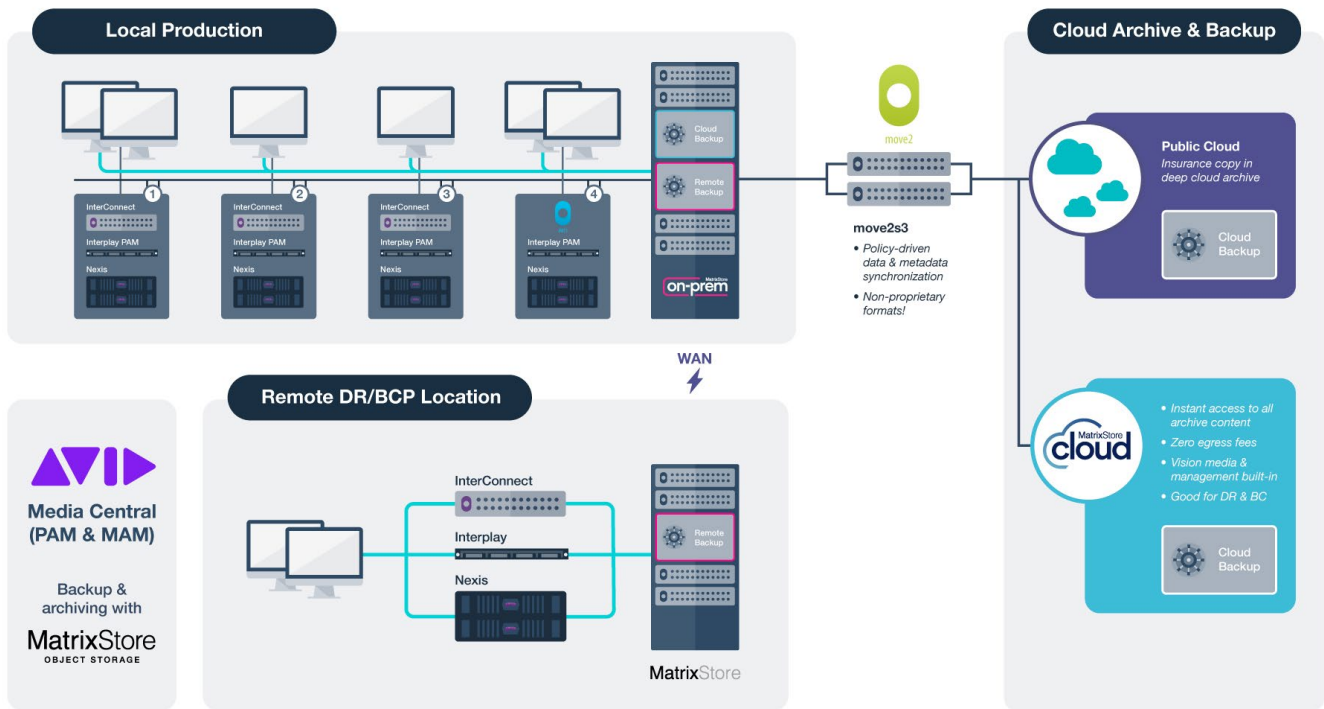 Local Production
Cloud Archive & Backup
Cloud
Backup
Remote
Backup
MatrixStore
on-prem
1
InterConnect
Interplay PAM
Nexis
2
InterConnect
Interplay PAM
Nexis
3
InterConnect
Interplay PAM
Nexis
4
Interplay PAM
Nexis
move2
move2s3
• Policy-driven
data & metadata
synchronization
• Non-proprietary
formats!
Public Cloud
Insurance copy in
deep cloud archive
Cloud
Backup
MatrixStore
cloud
• Instant access to all
archive content
• Zero egress fees
• Vision media &
management built-in
• Good for DR & BC
Cloud
Backup
WAN
Remote DR/BCP Location
InterConnect
Interplay
Nexis
Remote
Backup
MatrixStore
AVID
Media Central
(PAM & MAM)
Backup &
archiving with
MatrixStore
OBJECT STORAGE